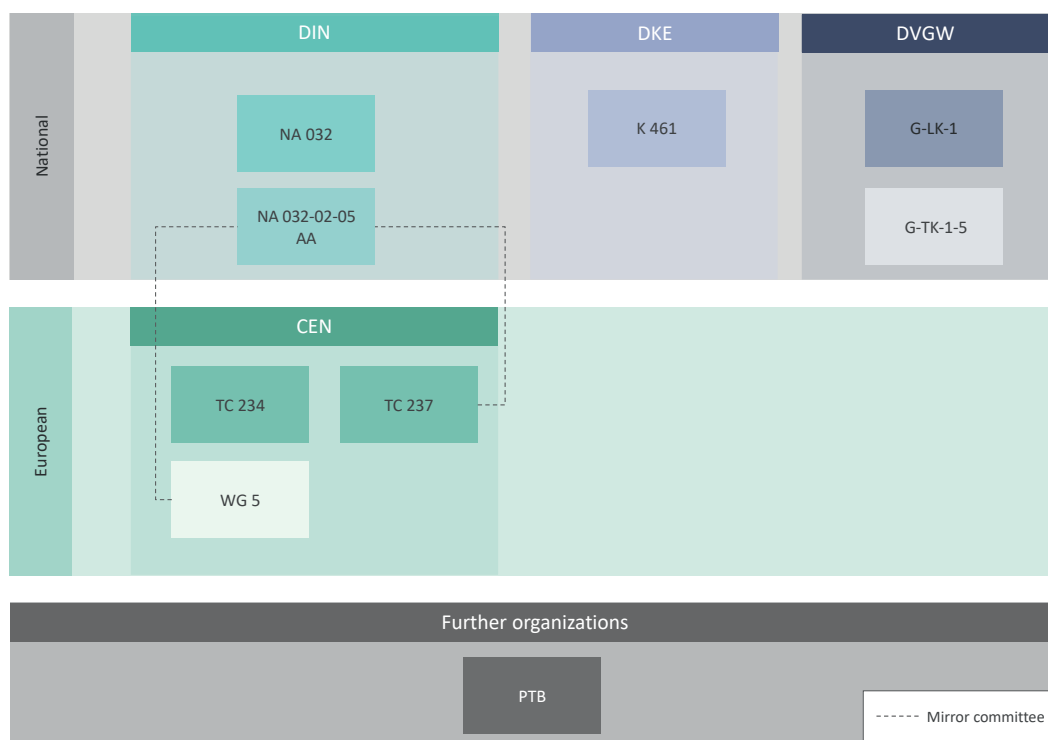 National
DIN
DKE
DVGW
NA 032
K 461
G-LK-1
NA 032-02-05
AA
G-TK-1-5
European
CEN
TC 234
TC 237
WG 5
Further organizations
PTB
Mirror committee